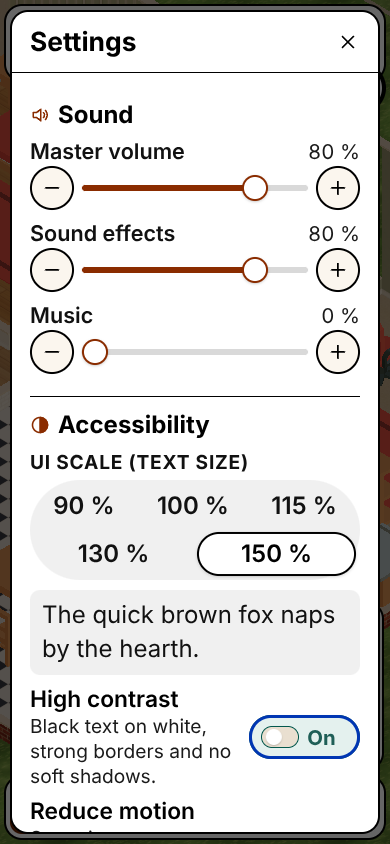 Settings
Sound
Master volume 80 %
Sound effects 80 %
Music 0 %
Accessibility
UI SCALE (TEXT SIZE)
90 % 100 % 115 %
130 % 150 %
The quick brown fox naps
by the hearth.
High contrast
Black text on white,
strong borders and no
soft shadows.
On
Reduce motion